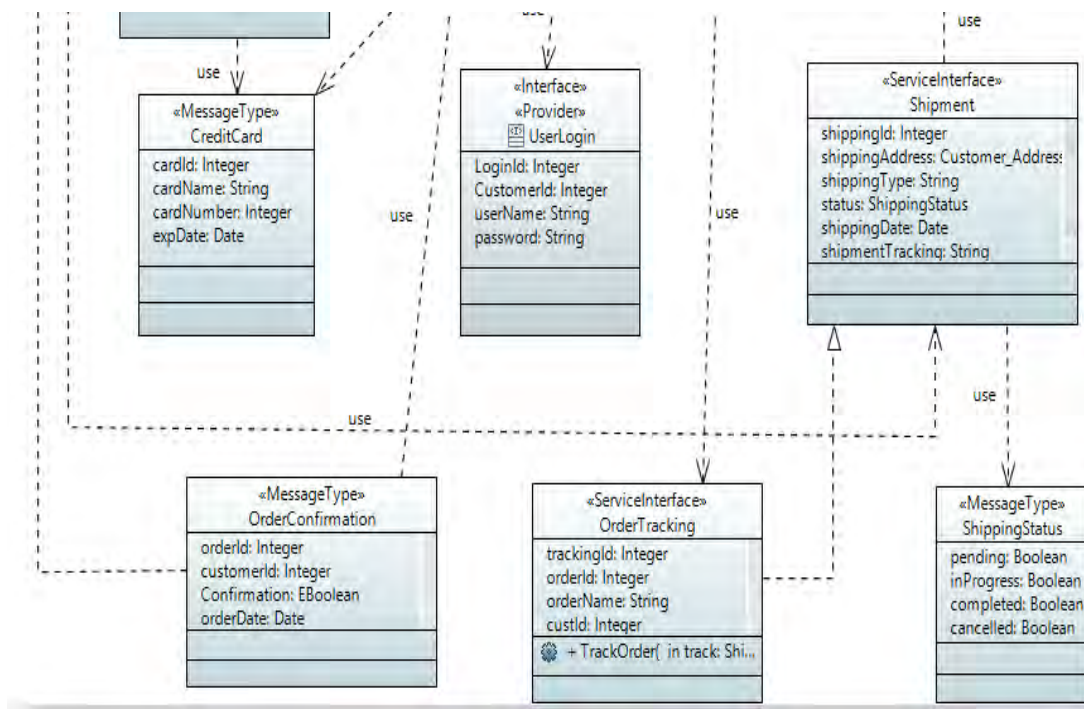 use
use
use
«MessageType»
CreditCard
cardId: Integer
cardName: String
cardNumber: Integer
expDate: Date
«Interface»
«Provider»
UserLogin
LoginId: Integer
CustomerId: Integer
userName: String
password: String
«ServiceInterface»
Shipment
shippingId: Integer
shippingAddress: Customer_Address
shippingType: String
status: ShippingStatus
shippingDate: Date
shipmentTracking: String
use
use
use
use
«MessageType»
OrderConfirmation
orderId: Integer
customerId: Integer
Confirmation: EBoolean
orderDate: Date
«ServiceInterface»
OrderTracking
trackingId: Integer
orderId: Integer
orderName: String
custId: Integer
+ TrackOrder( in track: Shi...
«MessageType»
ShippingStatus
pending: Boolean
inProgress: Boolean
completed: Boolean
cancelled: Boolean